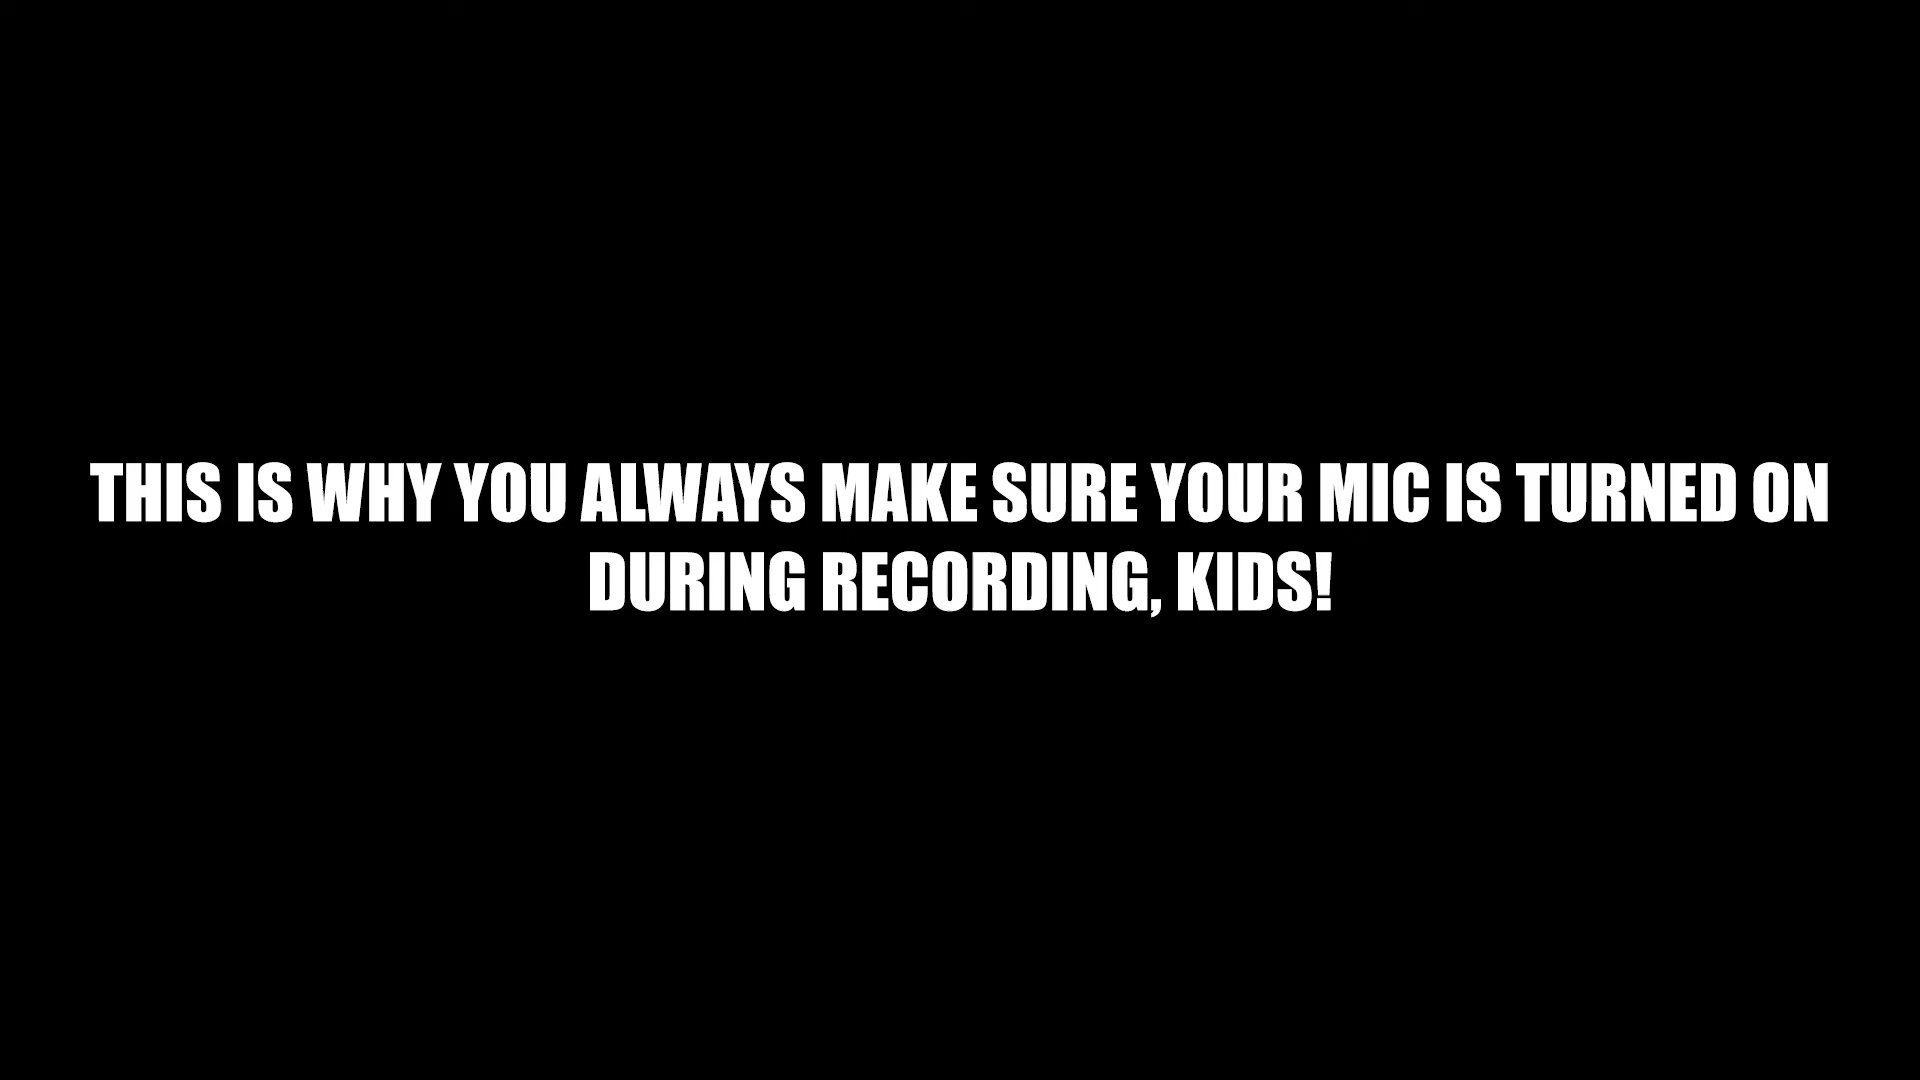 THIS IS WHY YOU ALWAYS MAKE SURE YOUR MIC IS TURNED ON
DURING RECORDING, KIDS!